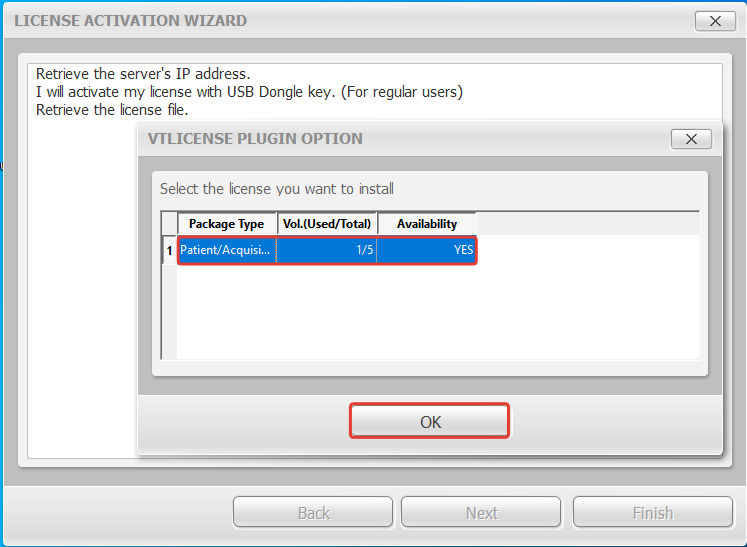 LICENSE ACTIVATION WIZARD
Retrieve the server's IP address.
I will activate my license with USB Dongle key. (For regular users)
Retrieve the license file.
VTLICENSE PLUGIN OPTION
Select the license you want to install
Package Type Vol.(Used/Total) Availability
1 Patient/Acquisi... 1/5 YES
OK
Back Next Finish